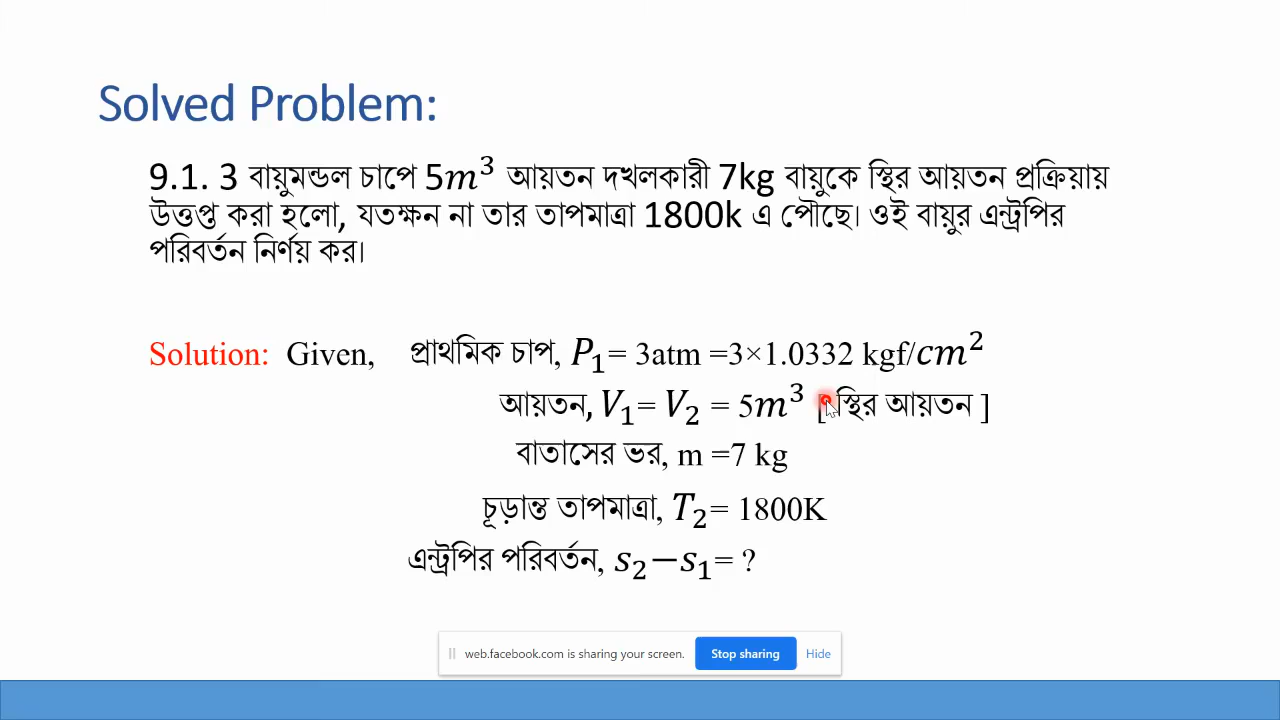 Solved Problem:
9.1. 3 বায়ুমন্ডল চাপে 5m³ আয়তন দখলকারী 7kg বায়ুকে স্থির আয়তন প্রক্রিয়ায়
উত্তপ্ত করা হলো, যতক্ষন না তার তাপমাত্রা 1800k এ পৌছে। ওই বায়ুর এন্ট্রপির
পরিবর্তন নির্ণয় কর।
Solution: Given, প্রাথমিক চাপ, P₁= 3atm =3×1.0332 kgf/cm²
আয়তন, V₁= V₂ = 5m³ [স্থির আয়তন ]
বাতাসের ভর, m =7 kg
চূড়ান্ত তাপমাত্রা, T₂= 1800K
এন্ট্রপির পরিবর্তন, s₂−s₁= ?
web.facebook.com is sharing your screen. Stop sharing Hide